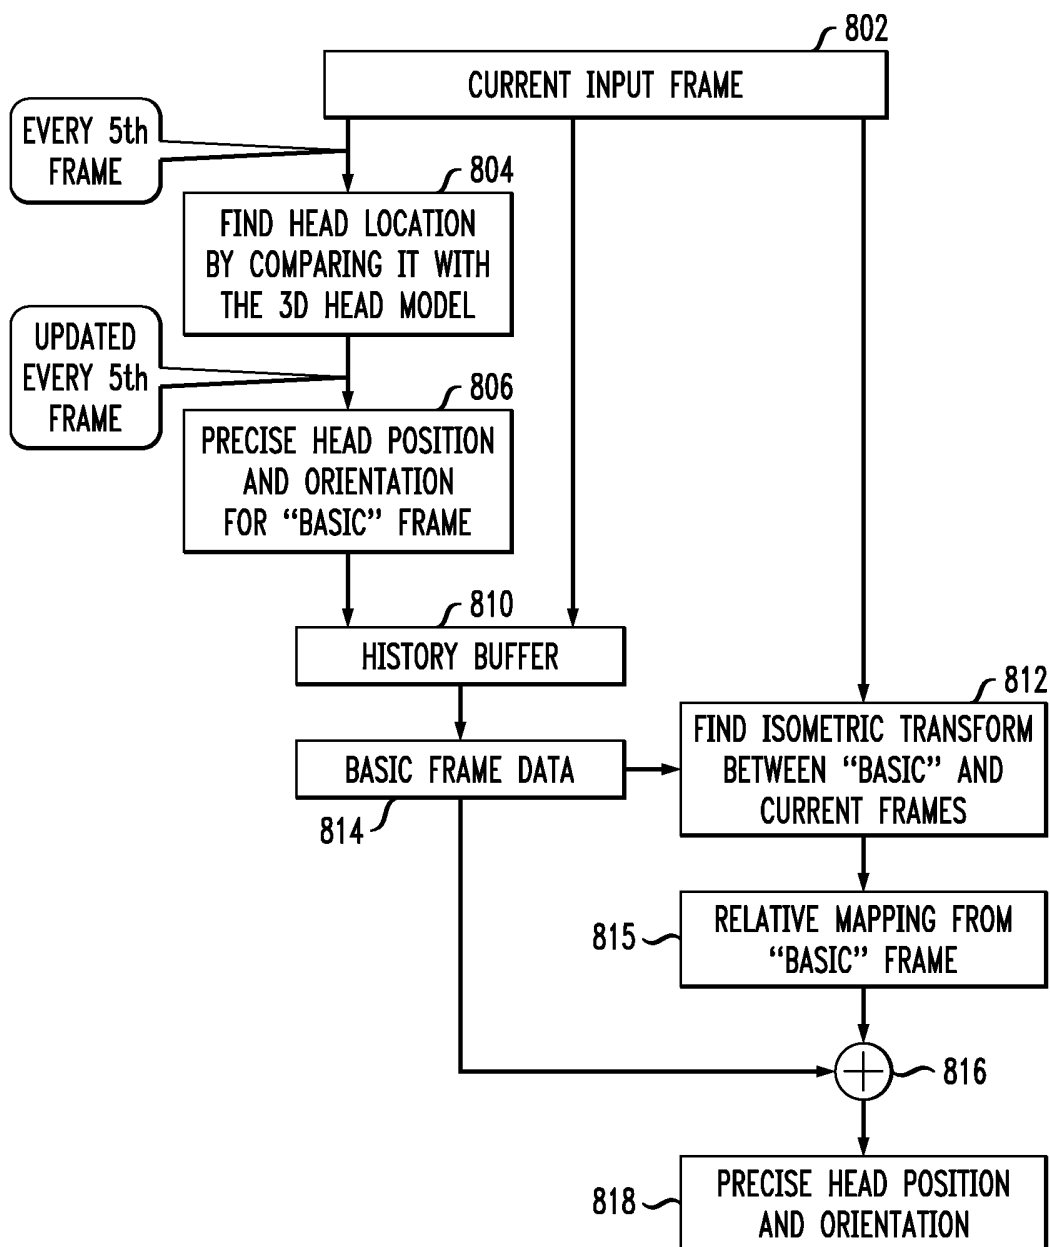 802
CURRENT INPUT FRAME
EVERY 5th
FRAME
804
FIND HEAD LOCATION
BY COMPARING IT WITH
THE 3D HEAD MODEL
UPDATED
EVERY 5th
FRAME
806
PRECISE HEAD POSITION
AND ORIENTATION
FOR “BASIC” FRAME
810
HISTORY BUFFER
812
FIND ISOMETRIC TRANSFORM
BETWEEN “BASIC” AND
CURRENT FRAMES
BASIC FRAME DATA
814
815
RELATIVE MAPPING FROM
“BASIC” FRAME
816
818
PRECISE HEAD POSITION
AND ORIENTATION